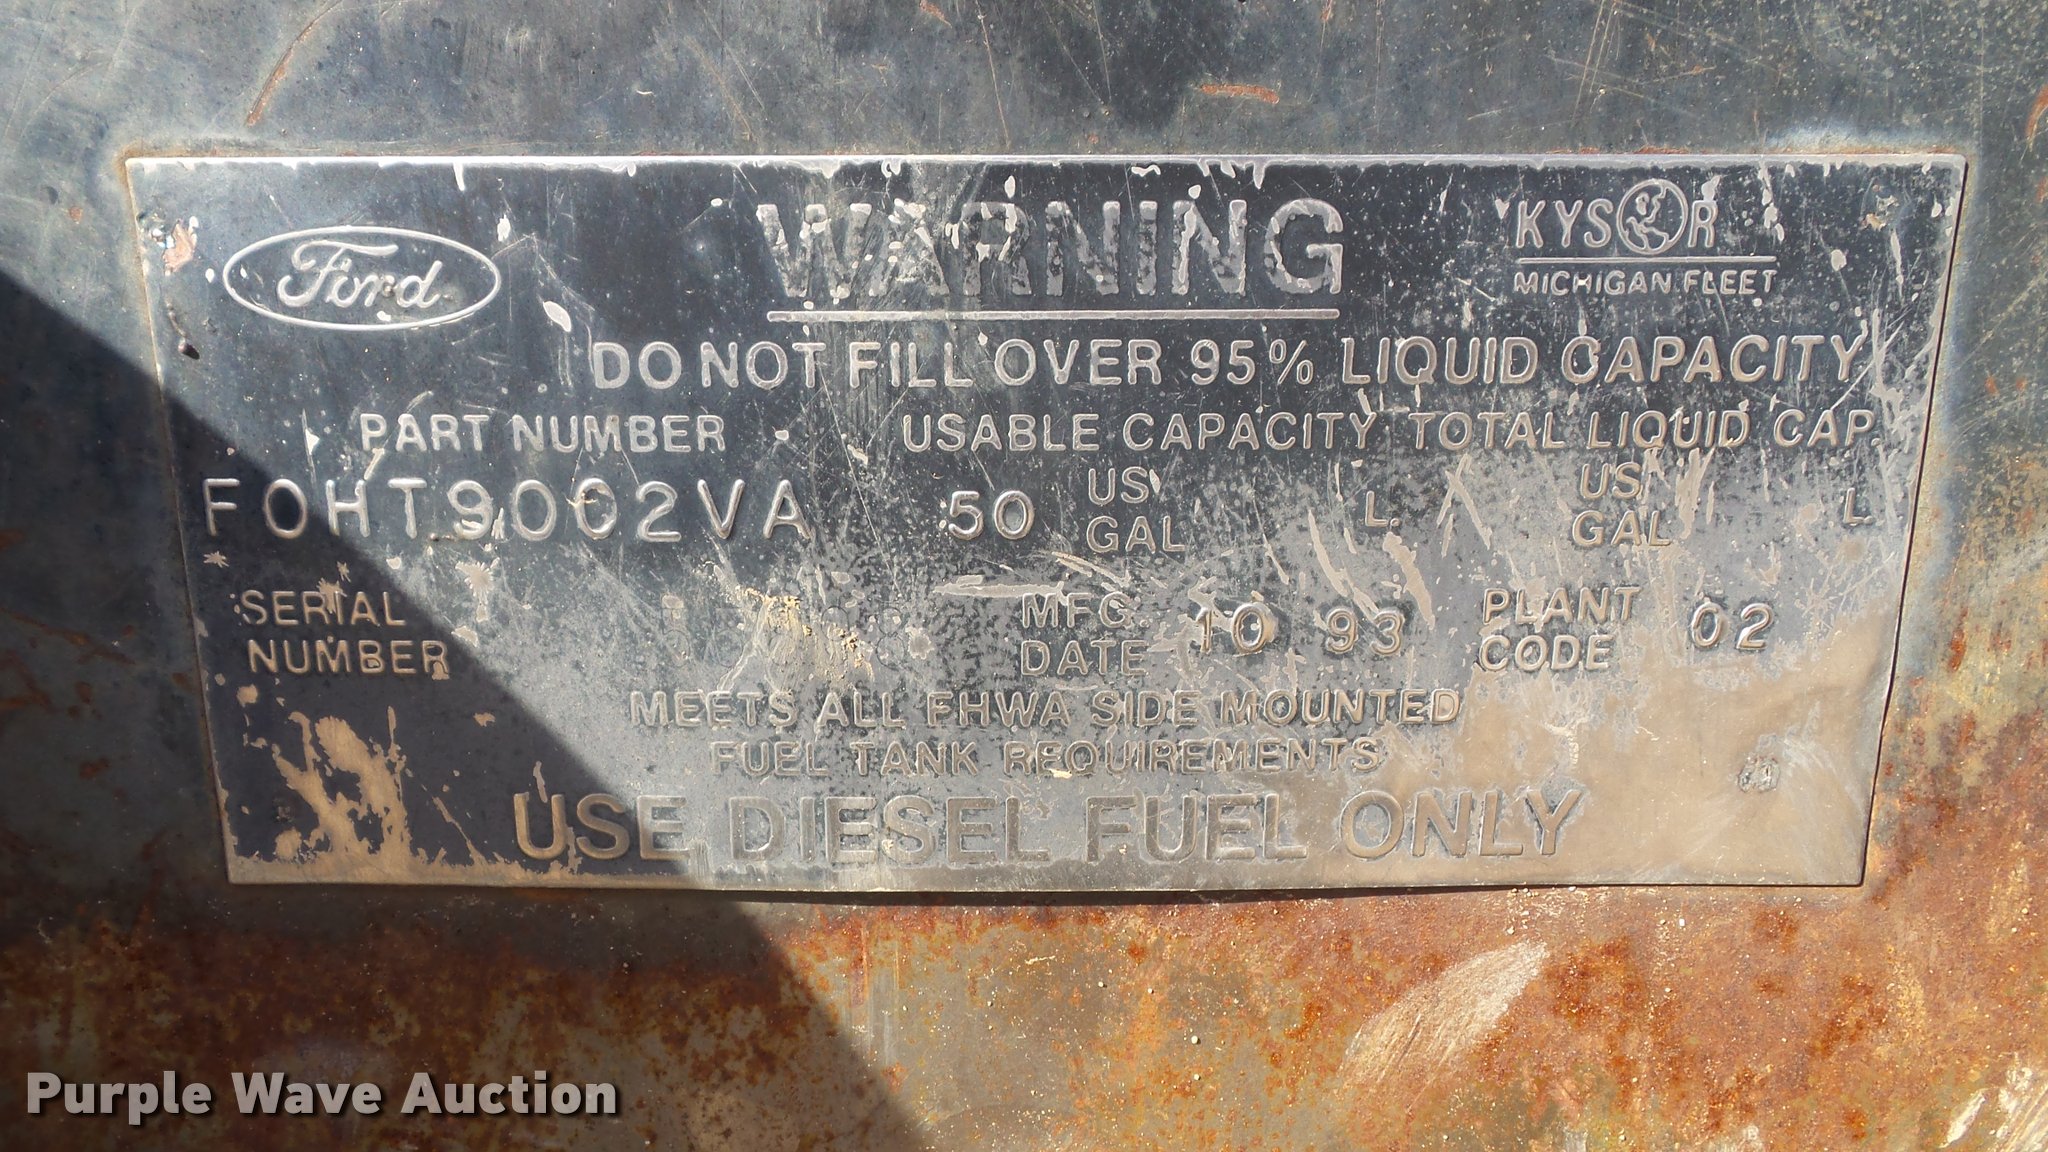 Ford
WARNING
KYSOR
MICHIGAN FLEET
DO NOT FILL OVER 95% LIQUID CAPACITY
PART NUMBER USABLE CAPACITY TOTAL LIQUID CAP.
F0HT9002VA 50 US GAL L. US GAL L.
SERIAL NUMBER MFG. DATE 10 93 PLANT CODE 02
MEETS ALL FHWA SIDE MOUNTED
FUEL TANK REQUIREMENTS
USE DIESEL FUEL ONLY
Purple Wave Auction